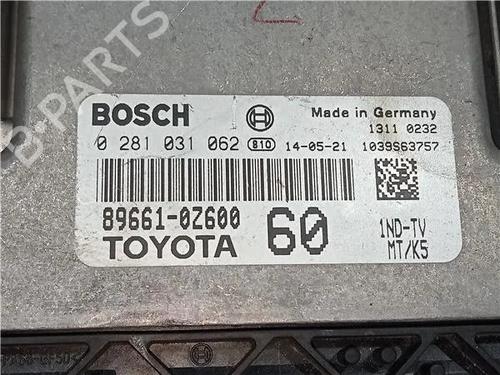 B-PARTS
BOSCH
Made in Germany
1311 0232
0 281 031 062 810 14-05-21 1039S63757
89661-0Z600
TOYOTA
60
1ND-TV
MT/K5